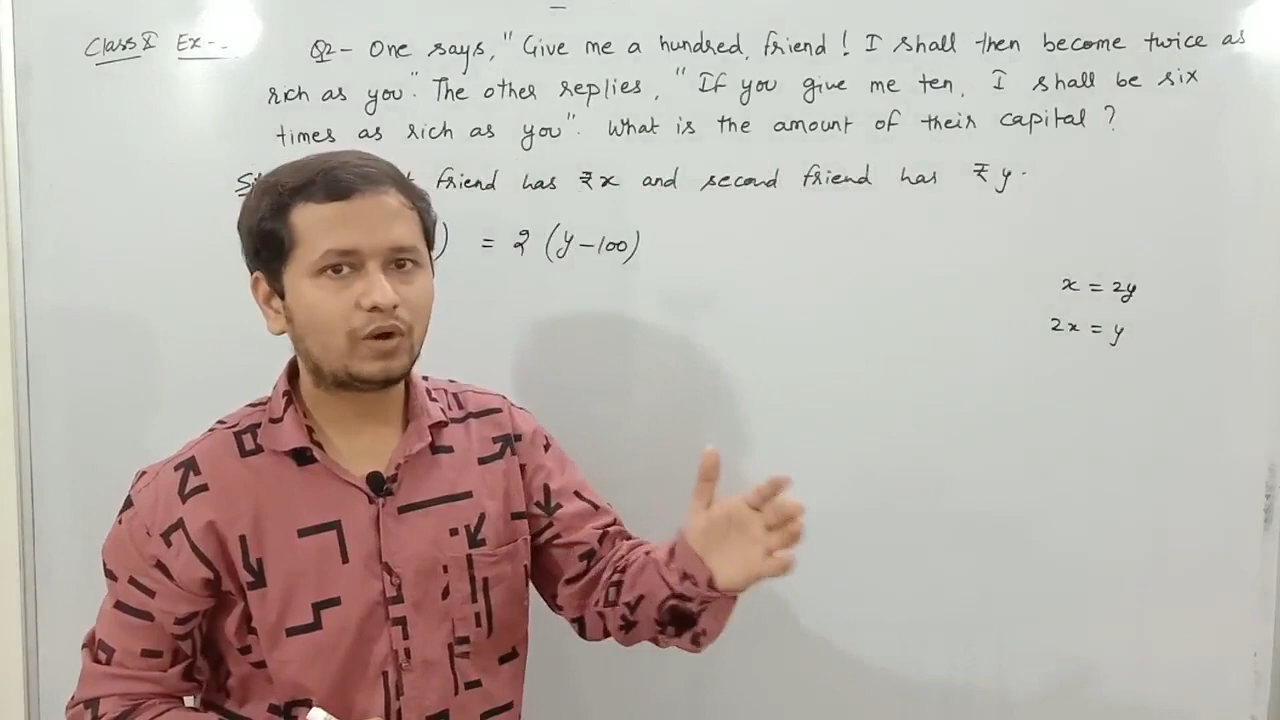 Class X Ex-
Q2- One says, "Give me a hundred, friend! I shall then become twice as
rich as you". The other replies, "If you give me ten, I shall be six
times as rich as you". What is the amount of their capital?
friend has ₹x and second friend has ₹y.
) = 2 (y-100)
x = 2y
2x = y